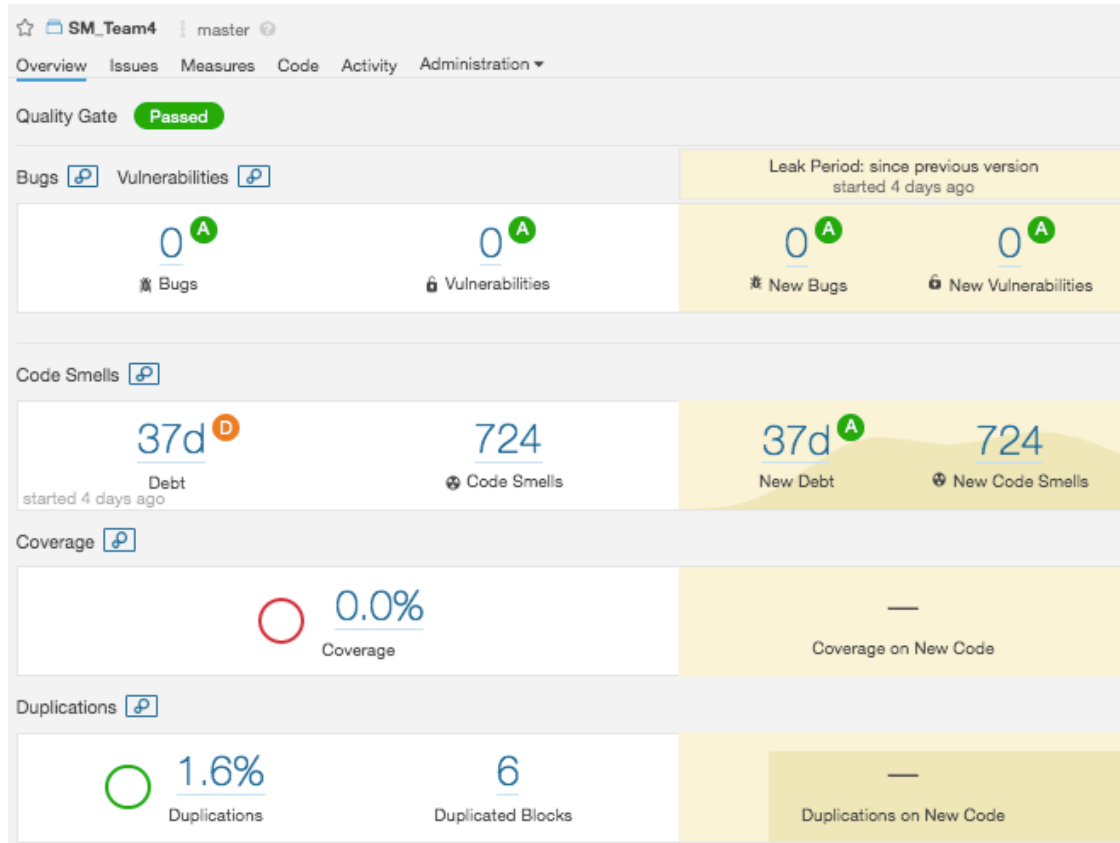 SM_Team4 master
Overview Issues Measures Code Activity Administration
Quality Gate Passed
Bugs Vulnerabilities
Leak Period: since previous version
started 4 days ago
0 A 0 A 0 A 0 A
Bugs Vulnerabilities New Bugs New Vulnerabilities
Code Smells
37d D 724 37d A 724
Debt Code Smells New Debt New Code Smells
started 4 days ago
Coverage
0.0% —
Coverage Coverage on New Code
Duplications
1.6% 6 —
Duplications Duplicated Blocks Duplications on New Code